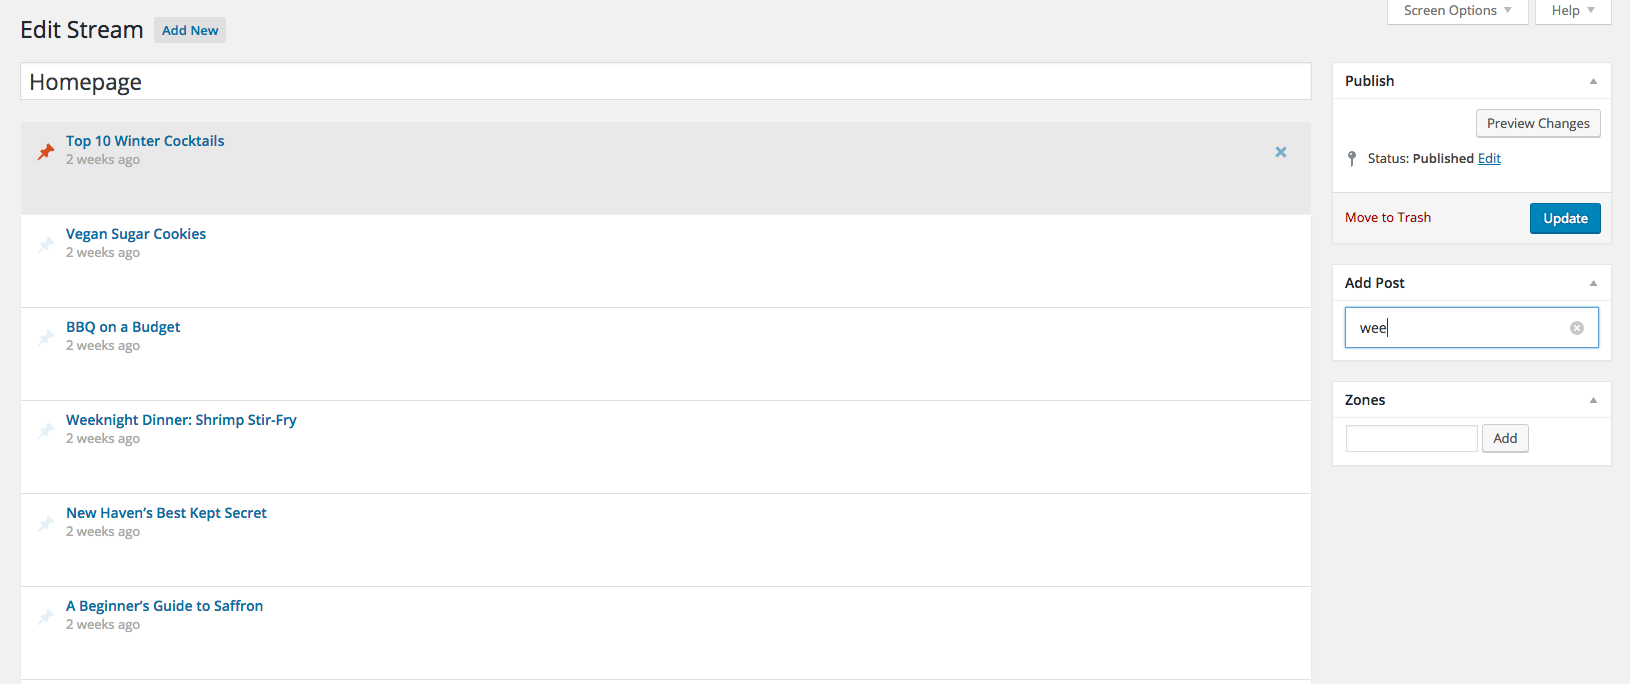 Screen Options
Help
Edit Stream
Add New
Homepage
Top 10 Winter Cocktails
2 weeks ago
Vegan Sugar Cookies
2 weeks ago
BBQ on a Budget
2 weeks ago
Weeknight Dinner: Shrimp Stir-Fry
2 weeks ago
New Haven’s Best Kept Secret
2 weeks ago
A Beginner’s Guide to Saffron
2 weeks ago
Publish
Preview Changes
Status: Published Edit
Move to Trash
Update
Add Post
wee
Zones
Add